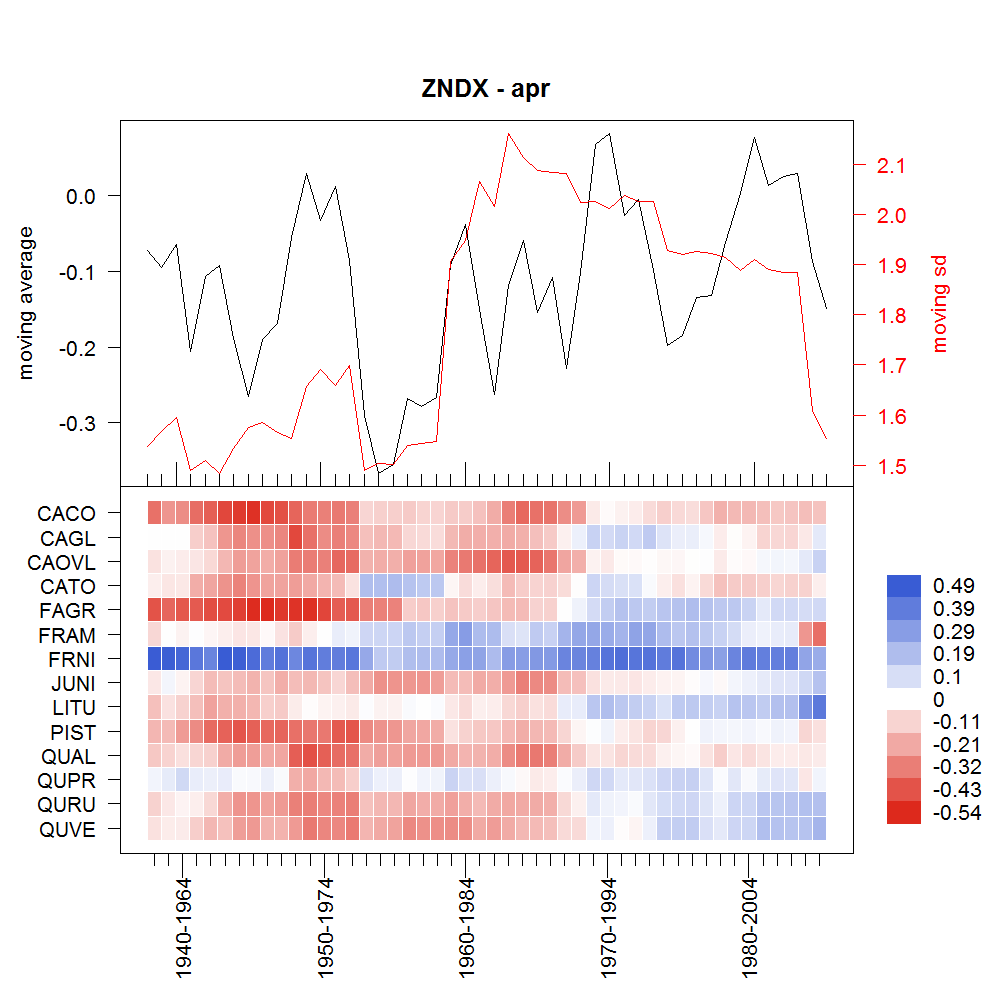 ZNDX - apr
moving average
0.0
-0.1
-0.2
-0.3
2.1
2.0
1.9
1.8
1.7
1.6
1.5
moving sd
CACO
CAGL
CAOVL
CATO
FAGR
FRAM
FRNI
JUNI
LITU
PIST
QUAL
QUPR
QURU
QUVE
0.49
0.39
0.29
0.19
0.1
0
-0.11
-0.21
-0.32
-0.43
-0.54
1940-1964
1950-1974
1960-1984
1970-1994
1980-2004